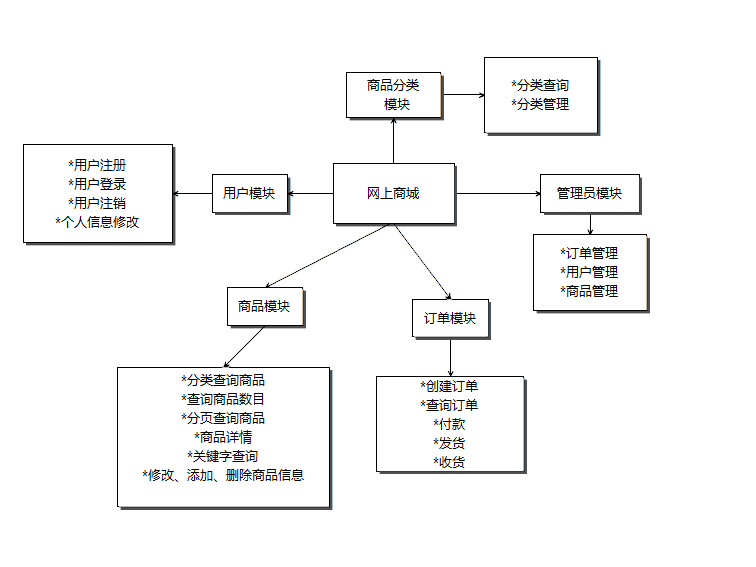 商品分类
模块
*分类查询
*分类管理
*用户注册
*用户登录
*用户注销
*个人信息修改
用户模块
网上商城
管理员模块
*订单管理
*用户管理
*商品管理
商品模块
订单模块
*分类查询商品
*查询商品数目
*分页查询商品
*商品详情
*关键字查询
*修改、添加、删除商品信息
*创建订单
*查询订单
*付款
*发货
*收货